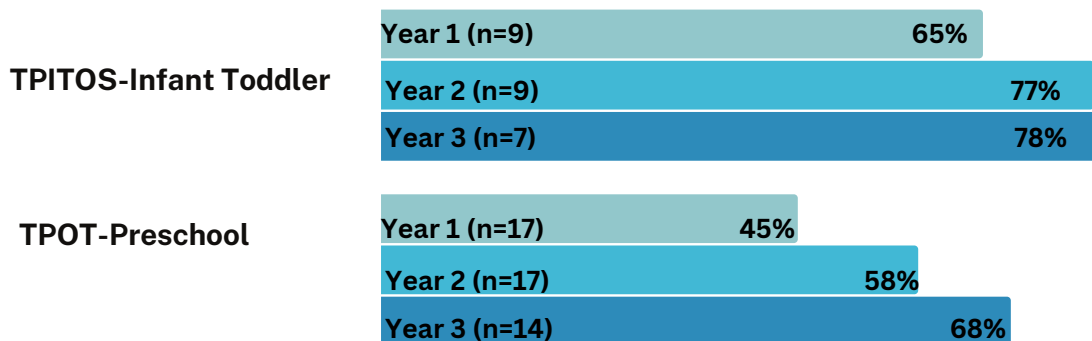 TPITOS-Infant Toddler
Year 1 (n=9) 65%
Year 2 (n=9) 77%
Year 3 (n=7) 78%
TPOT-Preschool
Year 1 (n=17) 45%
Year 2 (n=17) 58%
Year 3 (n=14) 68%